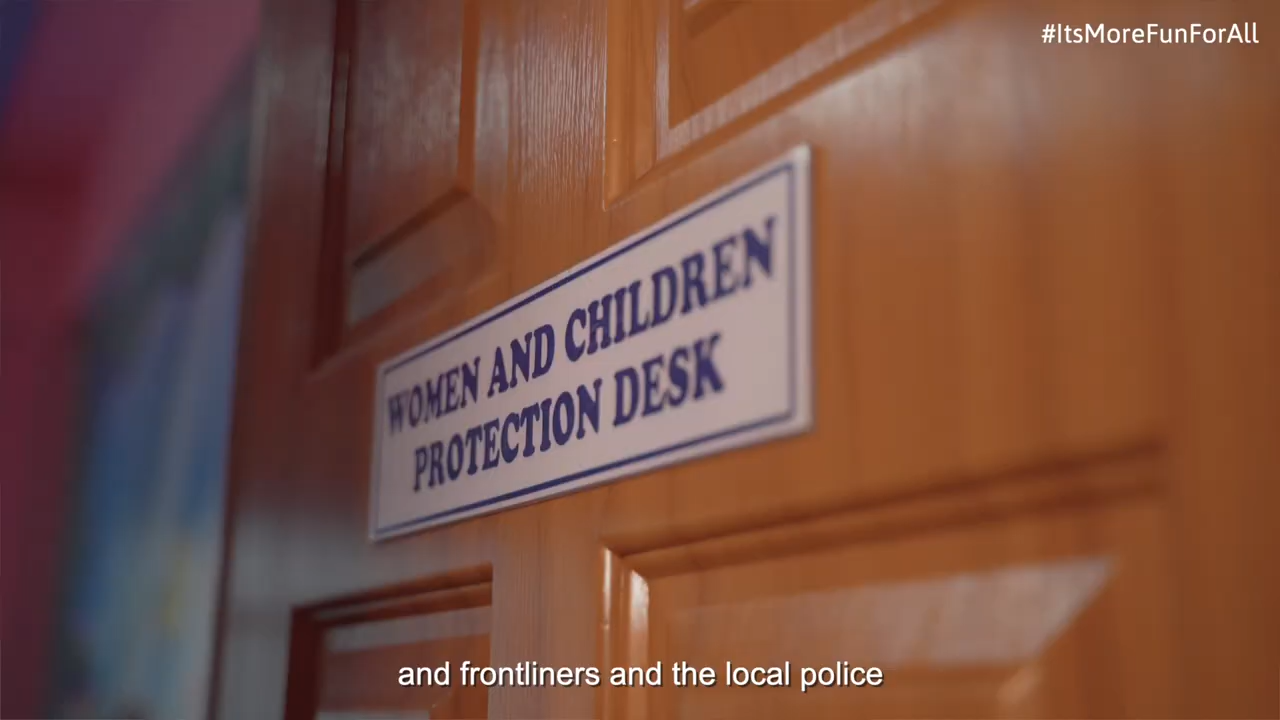 #ItsMoreFunForAll
WOMEN AND CHILDREN
PROTECTION DESK
and frontliners and the local police